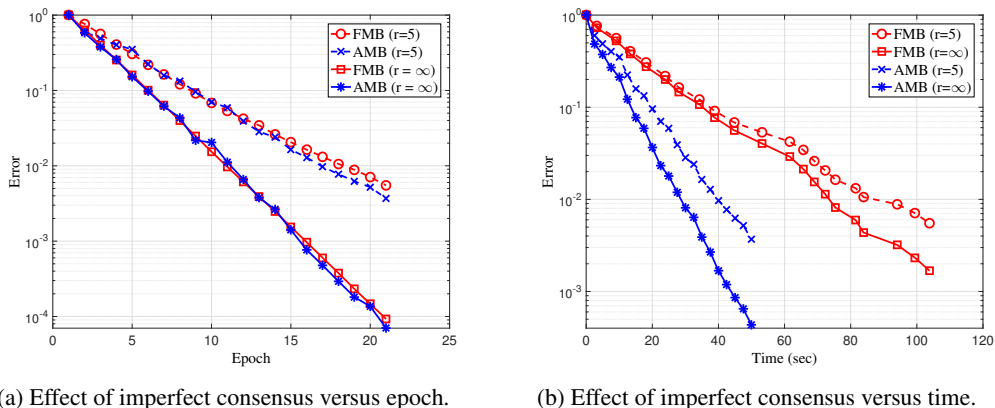 10^0
10^-1
10^-2
10^-3
10^-4
Error
0 5 10 15 20 25
Epoch
FMB (r=5)
AMB (r=5)
FMB (r = ∞)
AMB (r = ∞)
10^0
10^-1
10^-2
10^-3
Error
0 20 40 60 80 100 120
Time (sec)
FMB (r=5)
FMB (r=∞)
AMB (r=5)
AMB (r=∞)
(a) Effect of imperfect consensus versus epoch.
(b) Effect of imperfect consensus versus time.